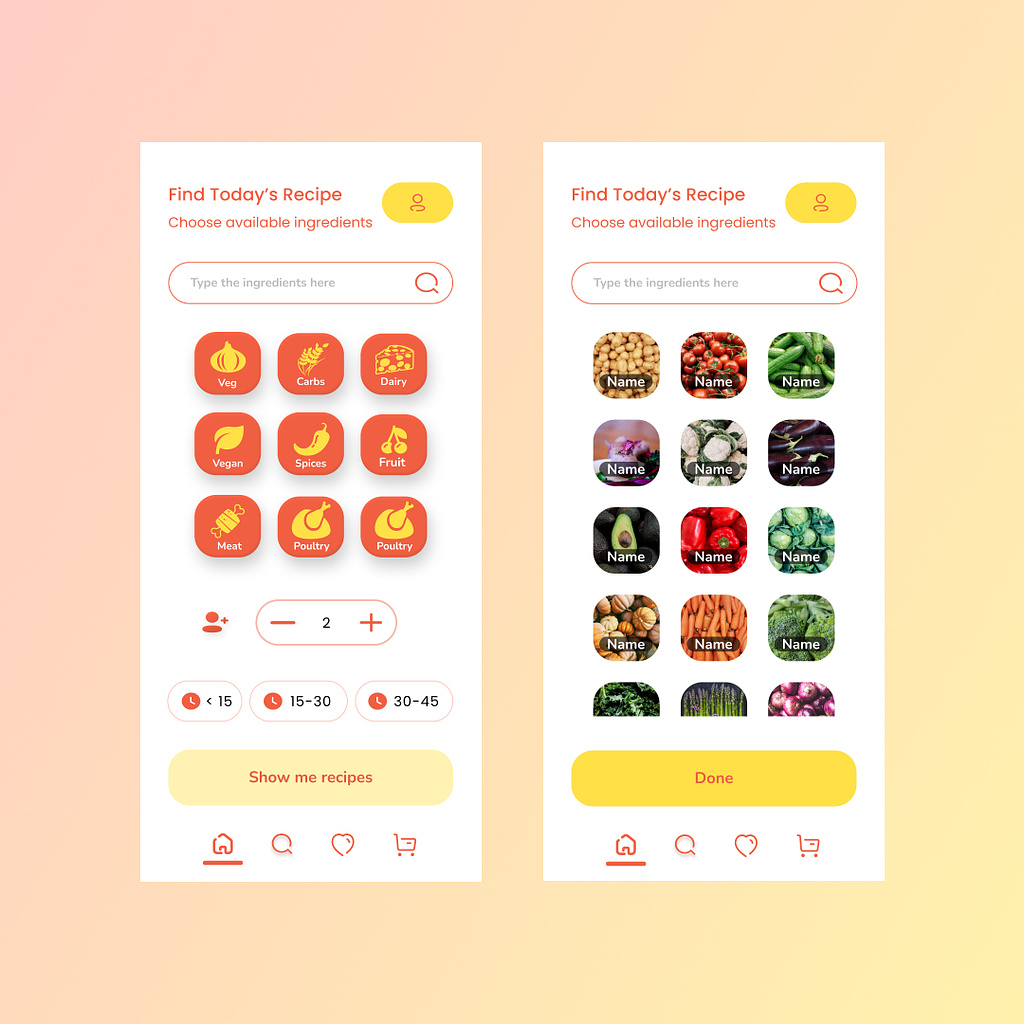 Find Today's Recipe
Choose available ingredients
Type the ingredients here
Veg
Carbs
Dairy
Vegan
Spices
Fruit
Meat
Poultry
Poultry
2
< 15
15-30
30-45
Show me recipes
Find Today's Recipe
Choose available ingredients
Type the ingredients here
Name
Name
Name
Name
Name
Name
Name
Name
Name
Name
Name
Name
Done